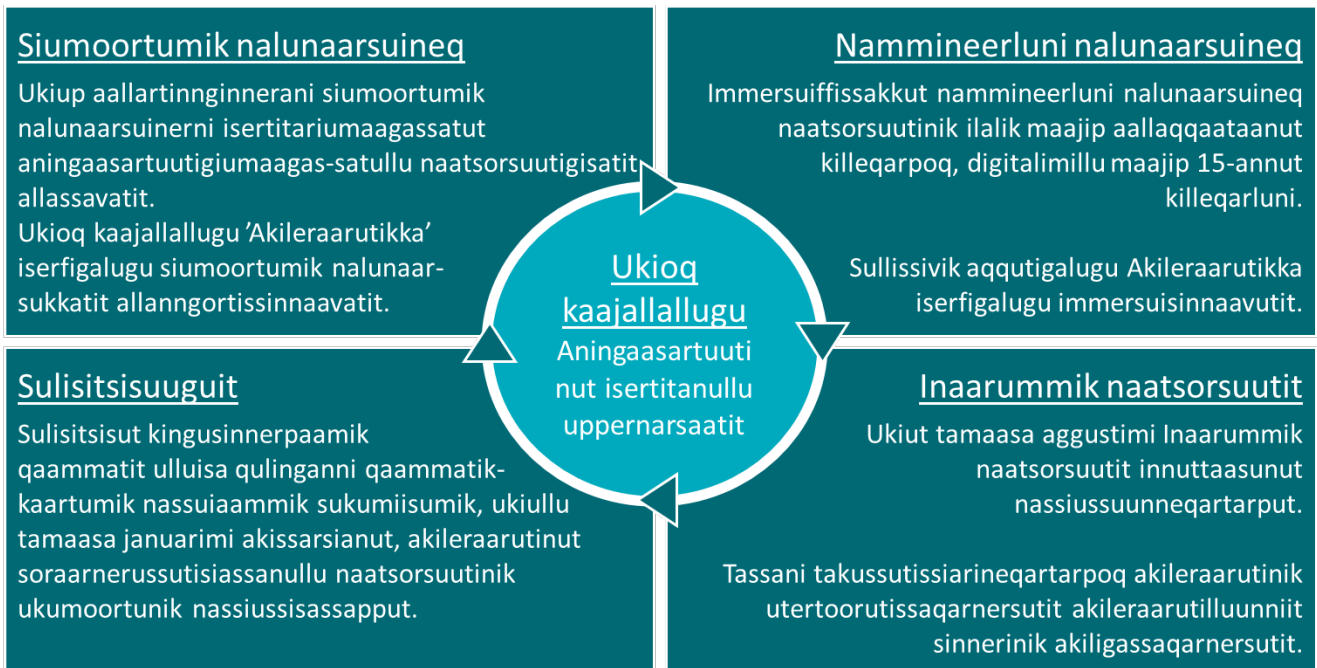 Siumoortumik nalunaarsuineq
Ukiup aallartinnginnerani siumoortumik
nalunaarsuinerni isertitariumaagassatut
aningaasartuutigiumaagas-satullu naatsorsuutigisatit
allassavatit.
Ukioq kaajallallugu ’Akileraarutikka’
iserfigalugu siumoortumik nalunaar-
sukkatit allanngortissinnaavatit.
Nammineerluni nalunaarsuineq
Immersuiffissakkut nammineerluni nalunaarsuineq
naatsorsuutinik ilalik maajip aallaqqaataanut
killeqarpoq, digitalimillu maajip 15-annut
killeqarluni.
Sullissivik aqqutigalugu Akileraarutikka
iserfigalugu immersuisinnaavutit.
Ukioq
kaajallallugu
Aningaasartuuti
nut isertitanullu
uppernarsaatit
Sulisitsisuuguit
Sulisitsisut kingusinnerpaamik
qaammatit ulluisa qulinganni qaammatik-
kaartumik nassuiaammik sukumiisumik, ukiullu
tamaasa januarimi akissarsianut, akileraarutinut
soraarnerussutisiassanullu naatsorsuutinik
ukumoortunik nassiussisassapput.
Inaarummik naatsorsuutit
Ukiut tamaasa aggustimi Inaarummik
naatsorsuutit innuttaasunut
nassiussuunneqartarput.
Tassani takussutissiarineqartarpoq akileraarutinik
utertoorutissaqarnersutit akileraarutilluunniit
sinnerinik akiligassaqarnersutit.